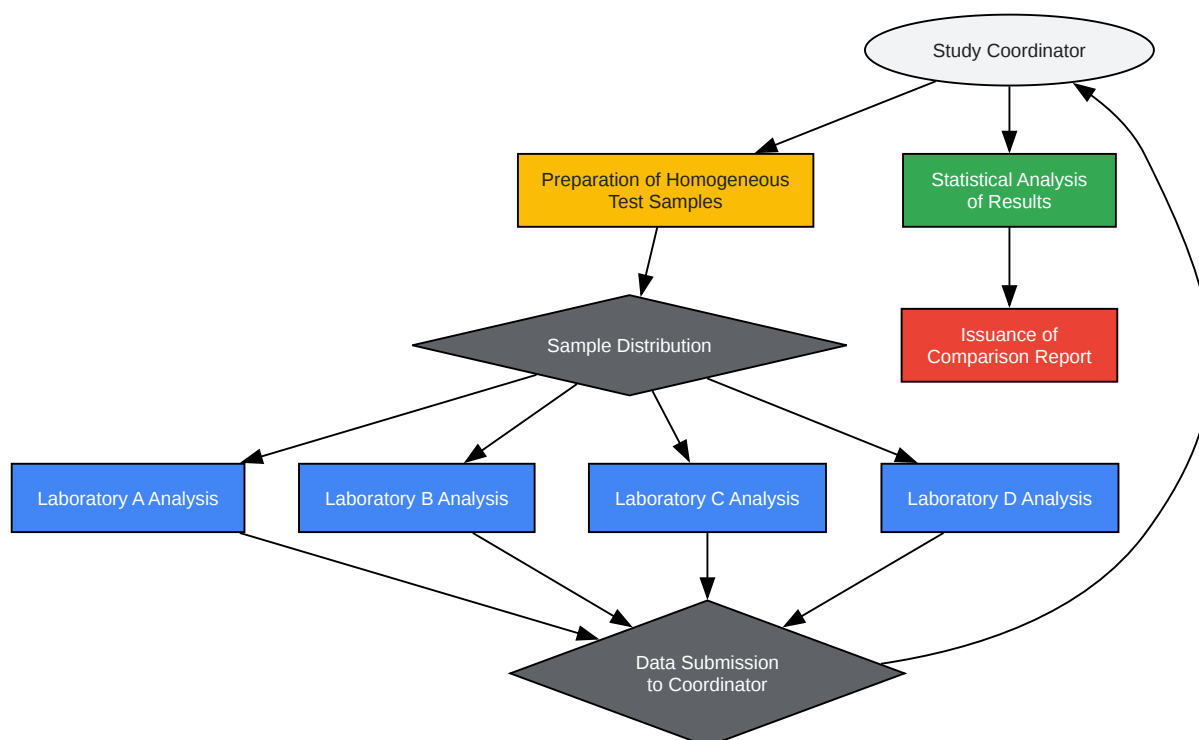 Study Coordinator
Preparation of Homogeneous
Test Samples
Statistical Analysis
of Results
Sample Distribution
Issuance of
Comparison Report
Laboratory A Analysis
Laboratory B Analysis
Laboratory C Analysis
Laboratory D Analysis
Data Submission
to Coordinator